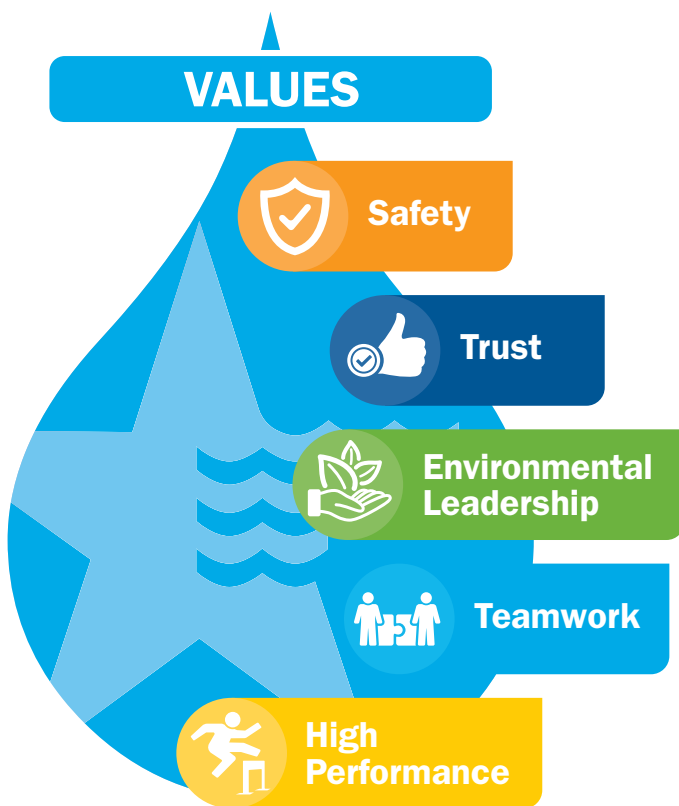 VALUES
Safety
Trust
Environmental
Leadership
Teamwork
High
Performance